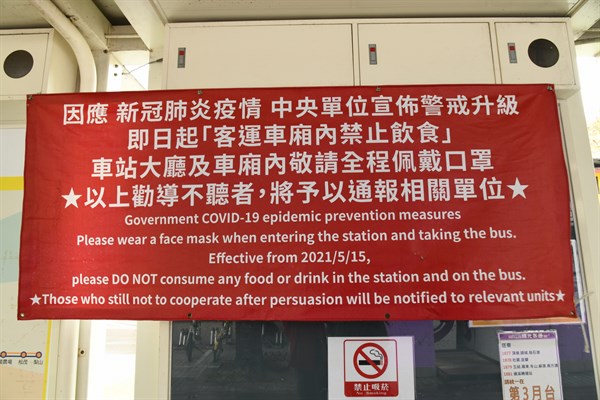 因應 新冠肺炎疫情 中央單位宣佈警戒升級
即日起「客運車廂內禁止飲食」
車站大廳及車廂內敬請全程佩戴口罩
★以上勸導不聽者，將予以通報相關單位★
Government COVID-19 epidemic prevention measures
Please wear a face mask when entering the station and taking the bus.
Effective from 2021/5/15,
please DO NOT consume any food or drink in the station and on the bus.
★Those who still not to cooperate after persuasion will be notified to relevant units★
禁止吸菸
No Smoking
第3月台